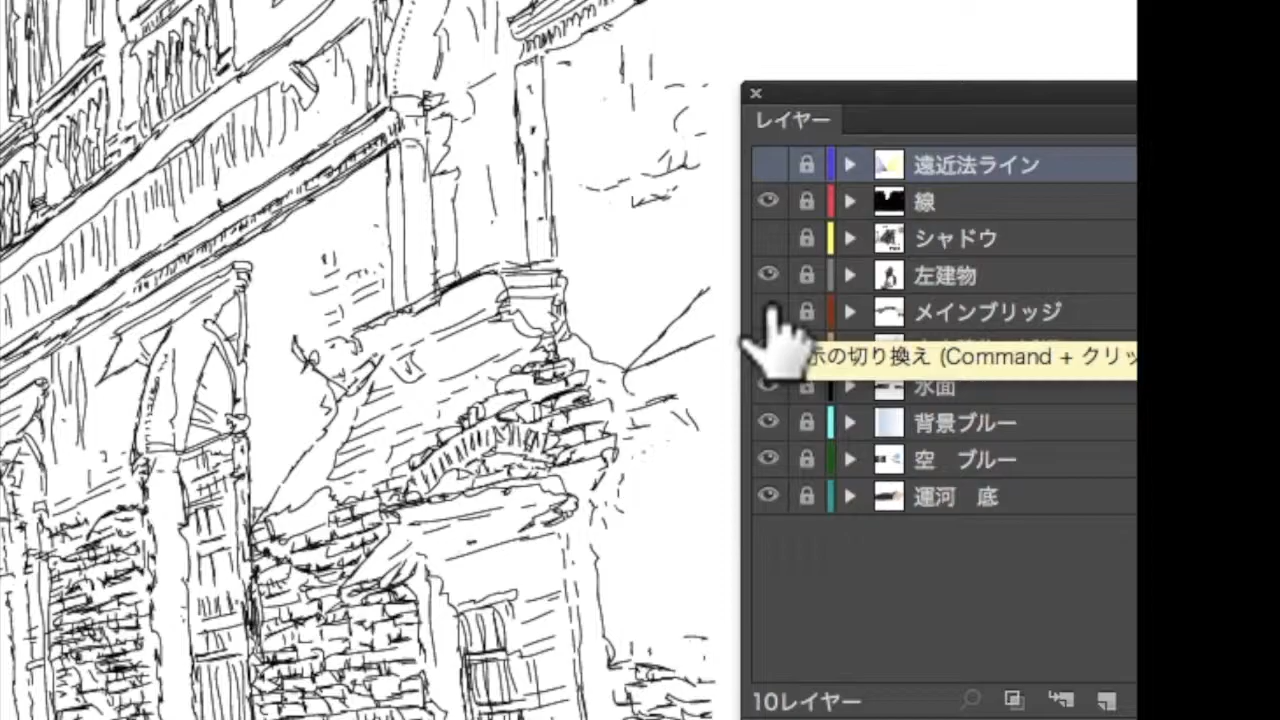 レイヤー
遠近法ライン
線
シャドウ
左建物
メインブリッジ
示の切り換え (Command + クリッ
水面
背景ブルー
空　ブルー
運河　底
10レイヤー